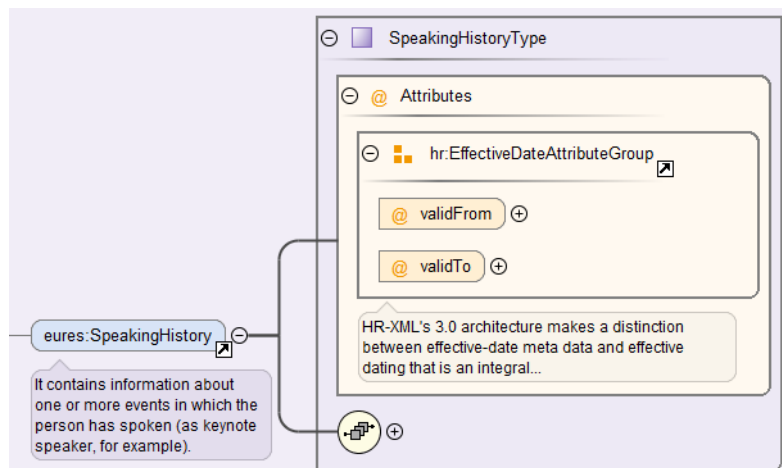 SpeakingHistoryType
@ Attributes
hr:EffectiveDateAttributeGroup
@ validFrom
@ validTo
HR-XML's 3.0 architecture makes a distinction
between effective-date meta data and effective
dating that is an integral...
eures:SpeakingHistory
It contains information about
one or more events in which the
person has spoken (as keynote
speaker, for example).